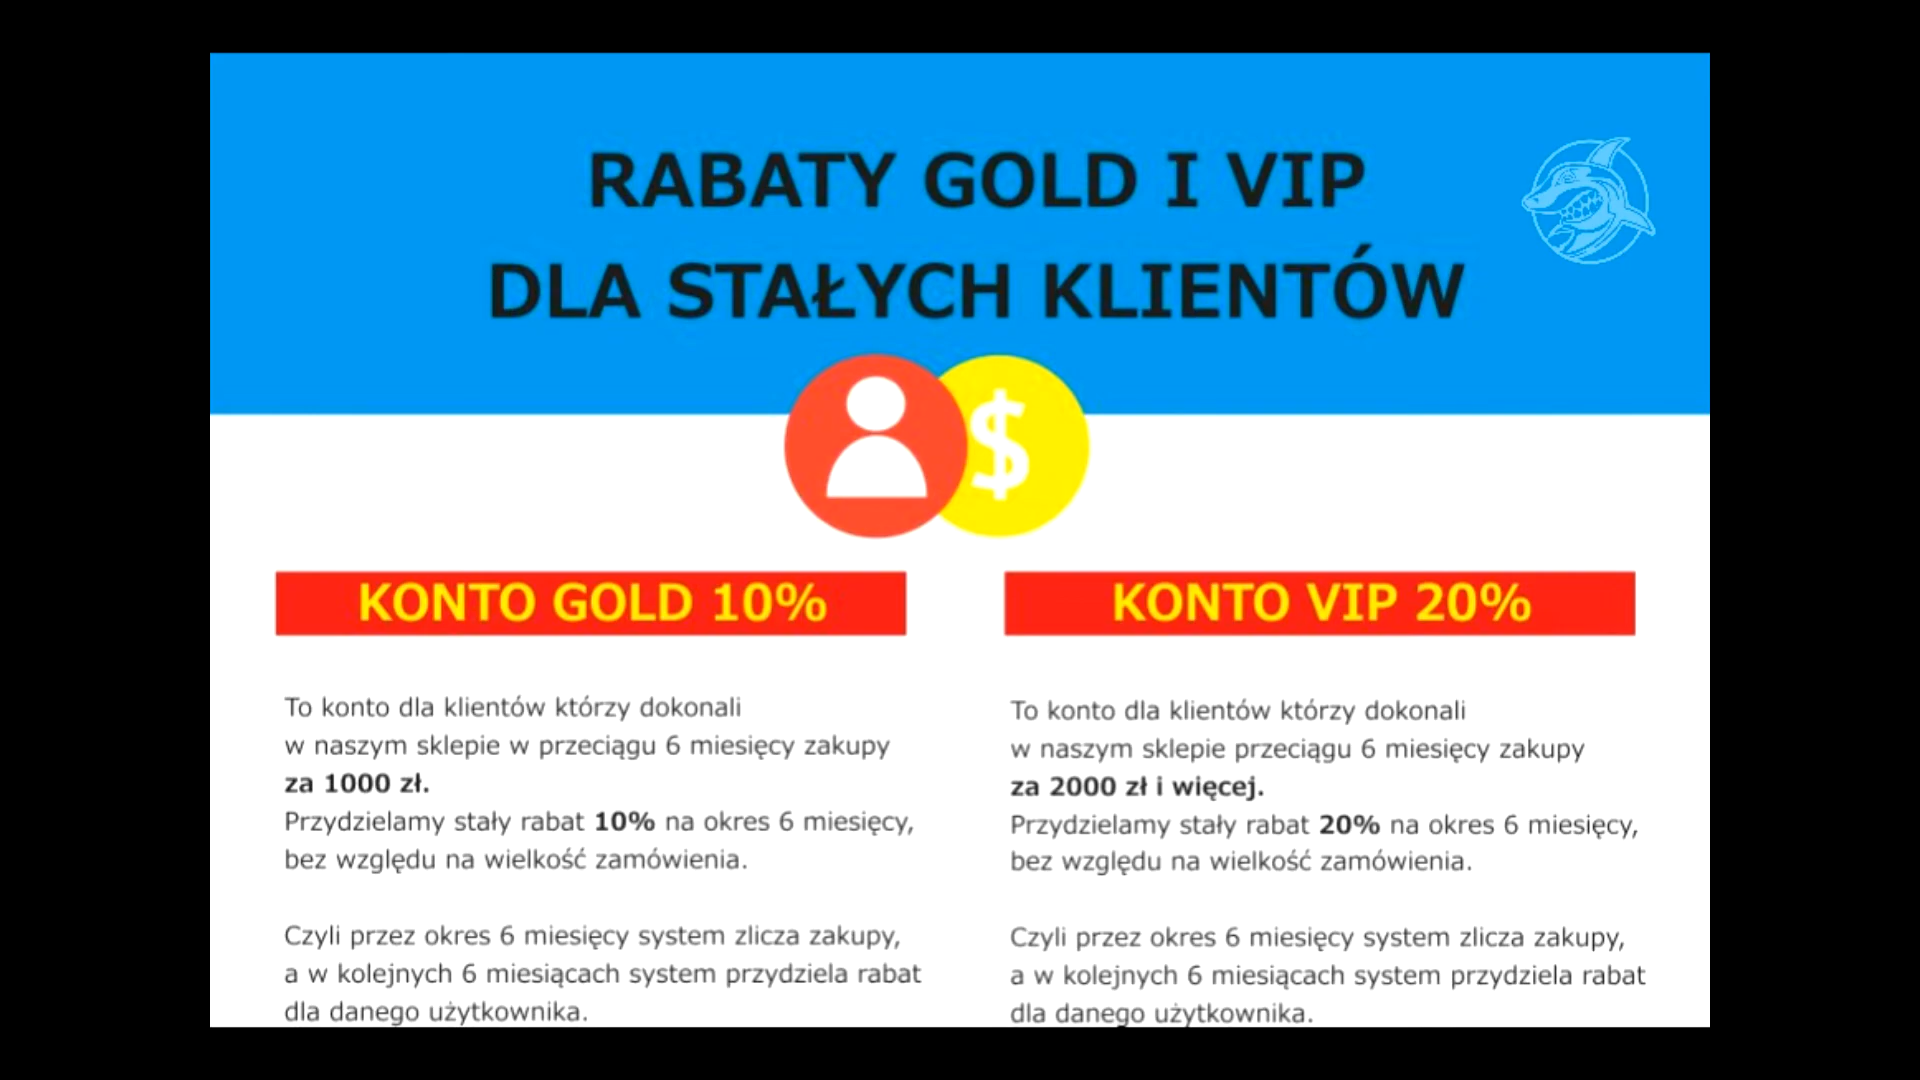 RABATY GOLD I VIP
DLA STAŁYCH KLIENTÓW
$
KONTO GOLD 10%
To konto dla klientów którzy dokonali
w naszym sklepie w przeciągu 6 miesięcy zakupy
za 1000 zł.
Przydzielamy stały rabat 10% na okres 6 miesięcy,
bez względu na wielkość zamówienia.
Czyli przez okres 6 miesięcy system zlicza zakupy,
a w kolejnych 6 miesiącach system przydziela rabat
dla danego użytkownika.
KONTO VIP 20%
To konto dla klientów którzy dokonali
w naszym sklepie przeciągu 6 miesięcy zakupy
za 2000 zł i więcej.
Przydzielamy stały rabat 20% na okres 6 miesięcy,
bez względu na wielkość zamówienia.
Czyli przez okres 6 miesięcy system zlicza zakupy,
a w kolejnych 6 miesiącach system przydziela rabat
dla danego użytkownika.